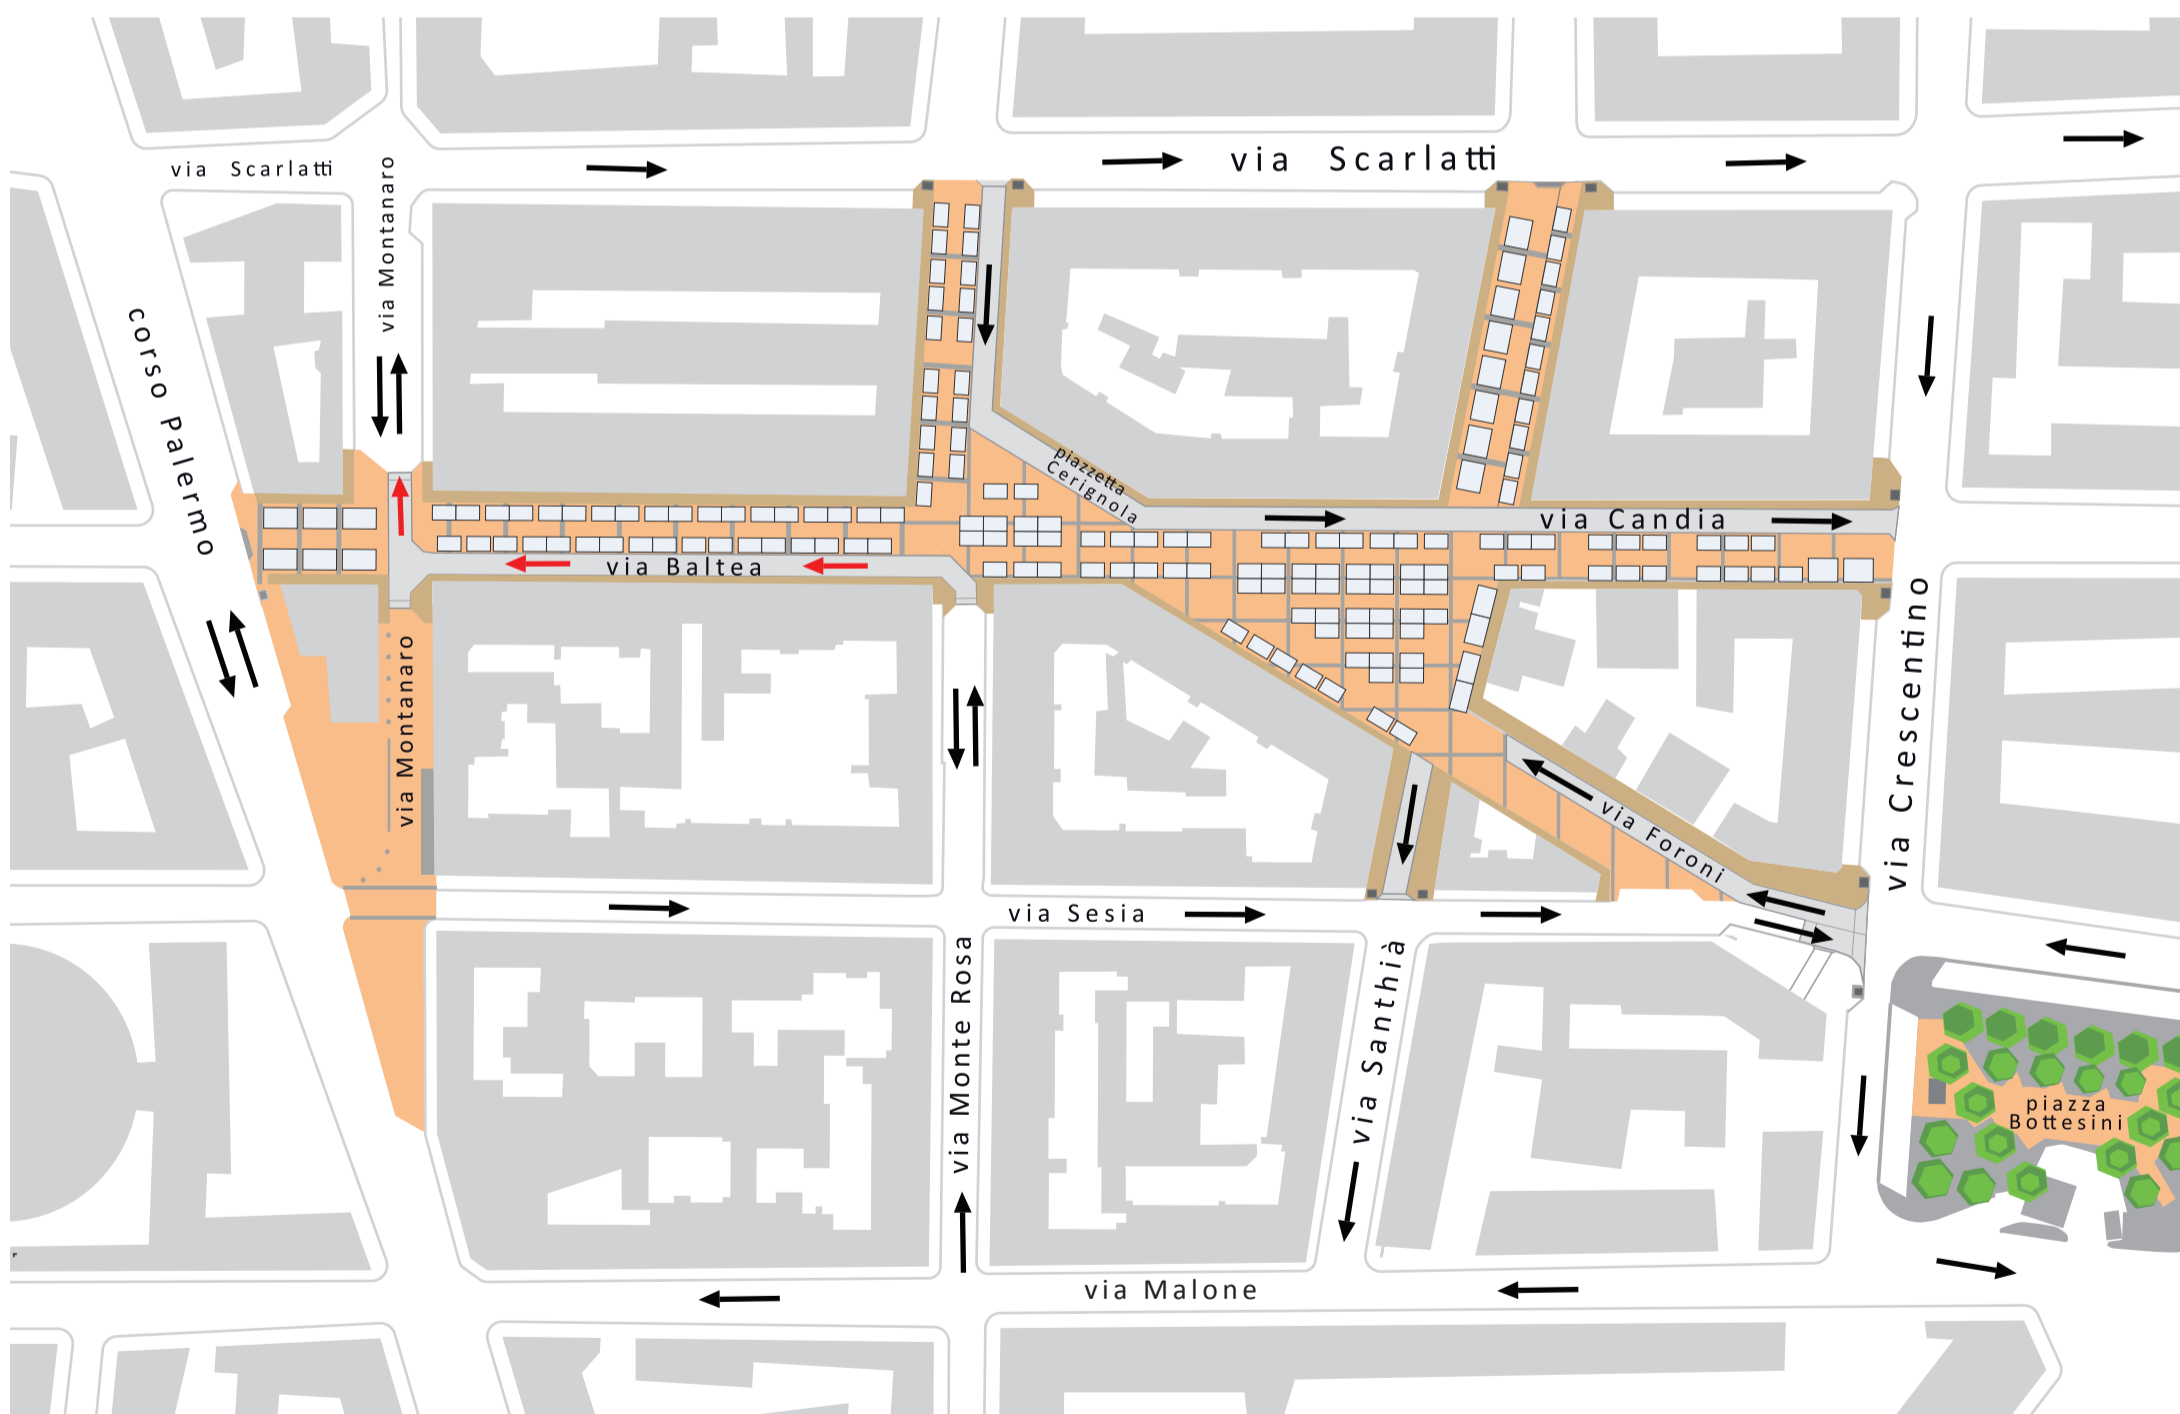 via Scarlatti
via Scarlatti
via Montanaro
corso Palermo
piazzetta
Cerignola
via Candia
via Baltea
via Montanaro
via Crescentino
via Foroni
via Sesia
via Monte Rosa
via Santhià
piazza
Bottesini
via Malone